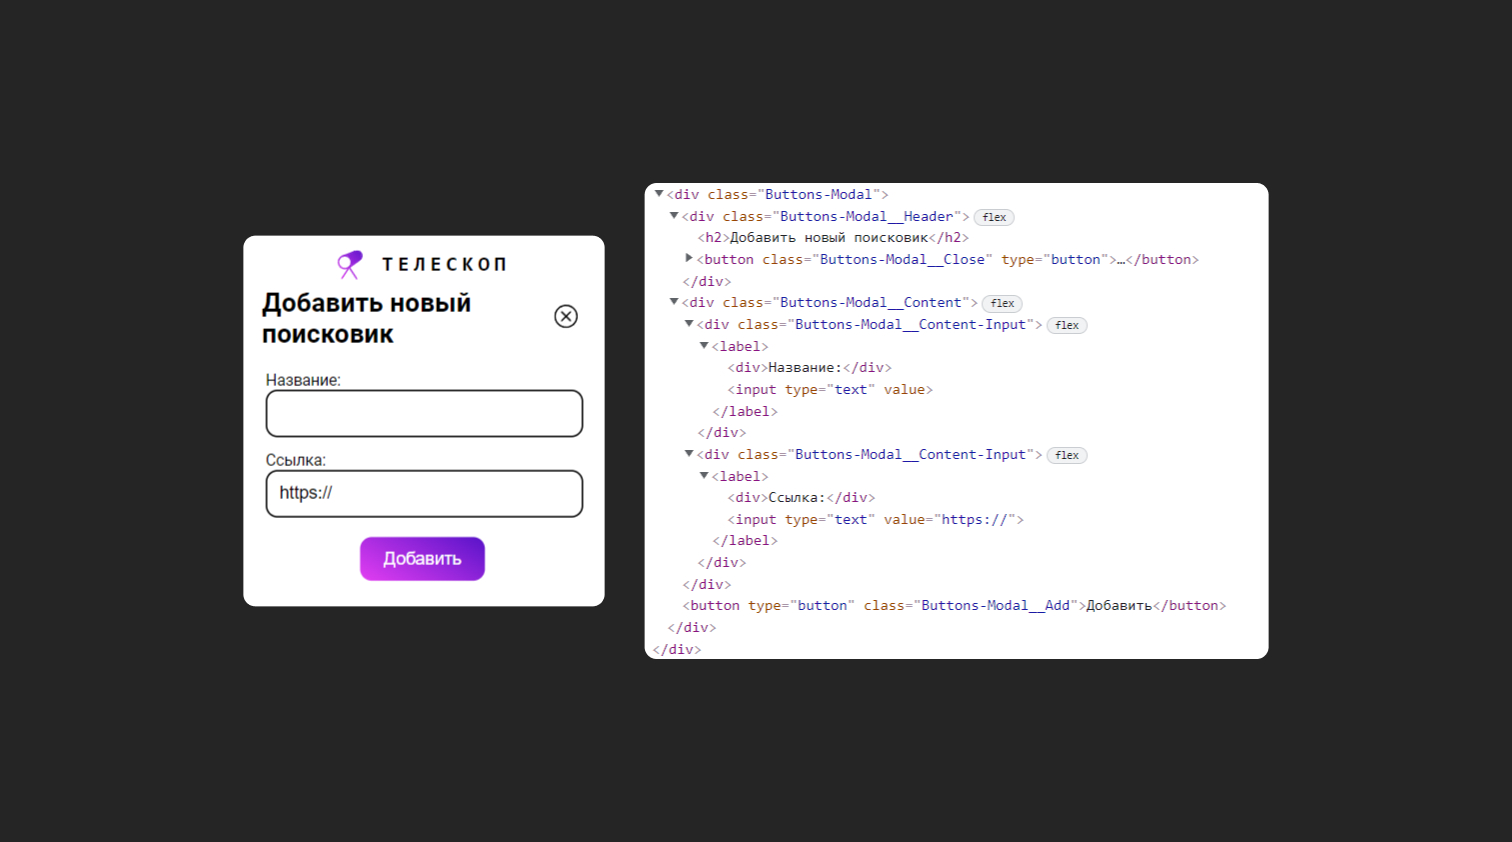 ТЕЛЕСКОП
Добавить новый
поисковик
Название:
Ссылка:
https://
Добавить
<div class="Buttons-Modal">
<div class="Buttons-Modal__Header"> flex
<h2>Добавить новый поисковик</h2>
<button class="Buttons-Modal__Close" type="button">…</button>
</div>
<div class="Buttons-Modal__Content"> flex
<div class="Buttons-Modal__Content-Input"> flex
<label>
<div>Название:</div>
<input type="text" value>
</label>
</div>
<div class="Buttons-Modal__Content-Input"> flex
<label>
<div>Ссылка:</div>
<input type="text" value="https://">
</label>
</div>
</div>
<button type="button" class="Buttons-Modal__Add">Добавить</button>
</div>
</div>